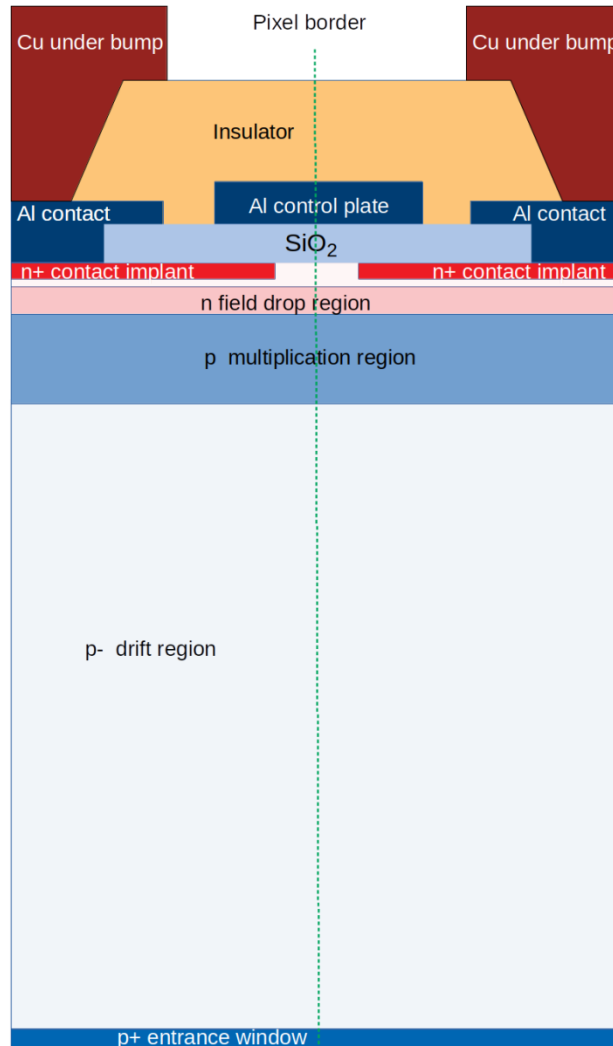 Pixel border
Cu under bump
Cu under bump
Insulator
Al contact
Al control plate
Al contact
SiO₂
n+ contact implant
n+ contact implant
n field drop region
p multiplication region
p- drift region
p+ entrance window